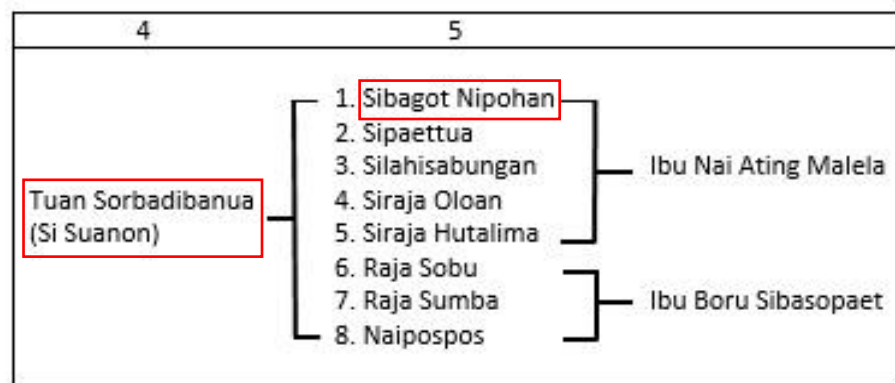 4 5
1. Sibagot Nipohan
2. Sipaettua
3. Silahisabungan Ibu Nai Ating Malela
Tuan Sorbadibanua 4. Siraja Oloan
(Si Suanon) 5. Siraja Hutalima
6. Raja Sobu
7. Raja Sumba Ibu Boru Sibasopaet
8. Naipospos